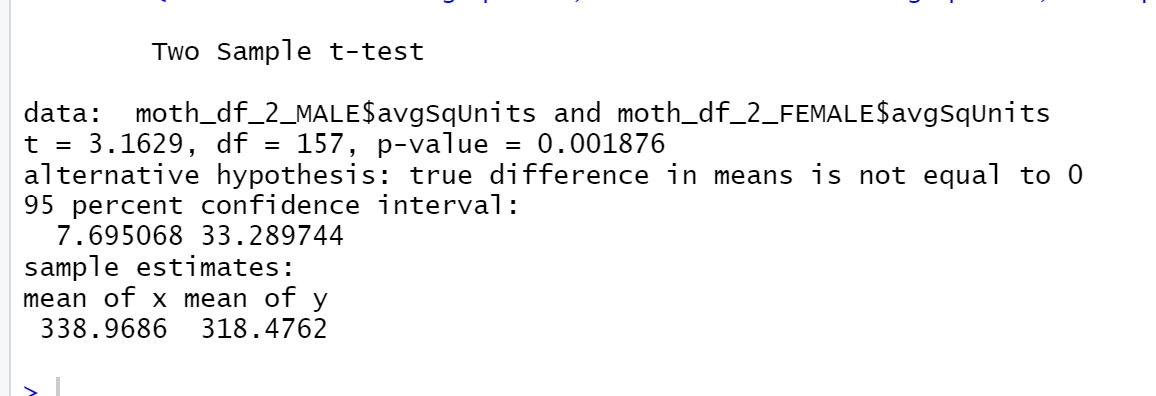 Two Sample t-test
data:  moth_df_2_MALE$avgSqUnits and moth_df_2_FEMALE$avgSqUnits
t = 3.1629, df = 157, p-value = 0.001876
alternative hypothesis: true difference in means is not equal to 0
95 percent confidence interval:
  7.695068 33.289744
sample estimates:
mean of x mean of y
 338.9686  318.4762
>